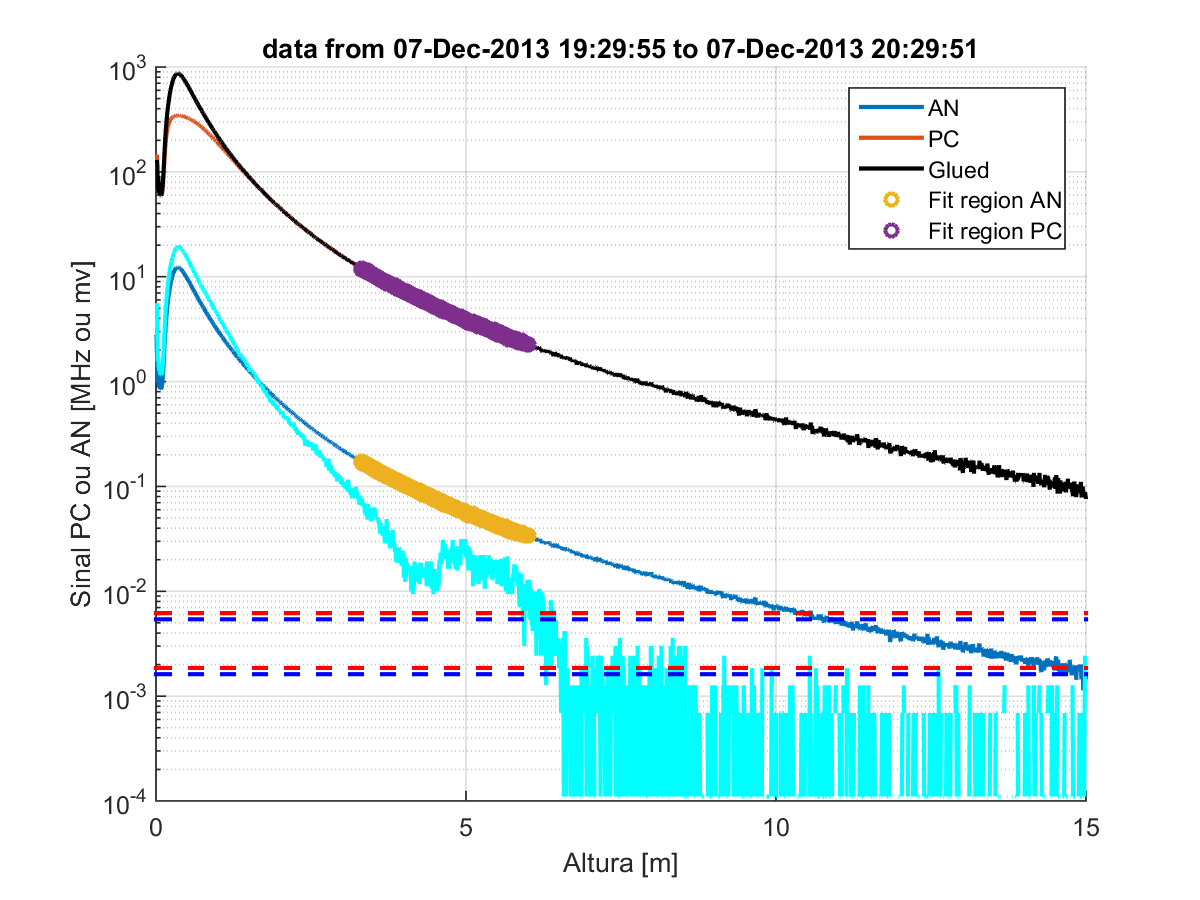 data from 07-Dec-2013 19:29:55 to 07-Dec-2013 20:29:51
AN
PC
Glued
Fit region AN
Fit region PC
Sinal PC ou AN [MHz ou mv]
10^3
10^2
10^1
10^0
10^-1
10^-2
10^-3
10^-4
0
5
10
15
Altura [m]